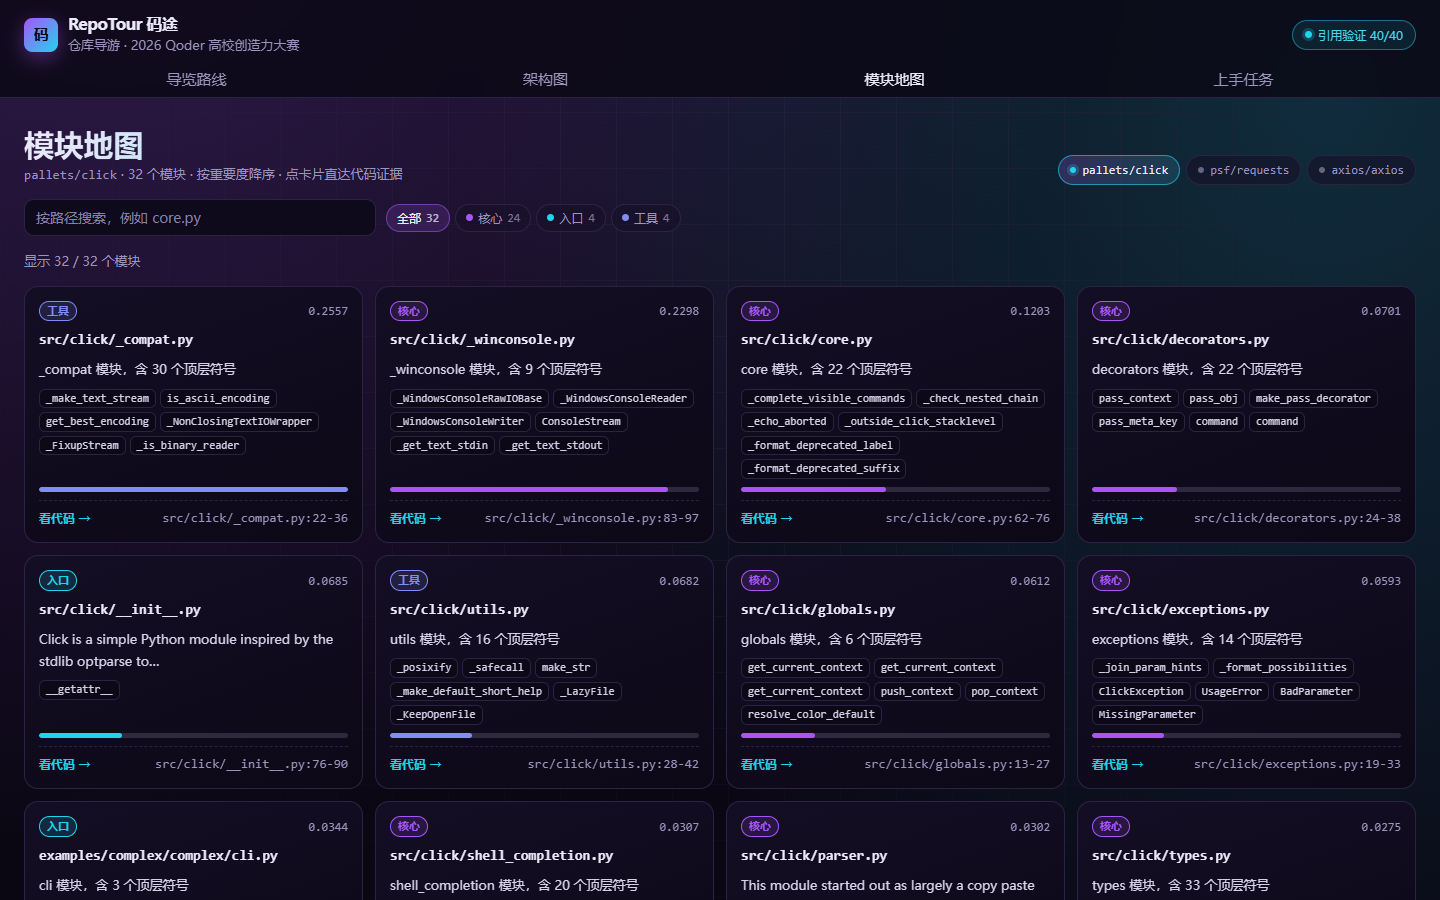 码
RepoTour 码途
仓库导游 · 2026 Qoder 高校创造力大赛
引用验证 40/40
导览路线
架构图
模块地图
上手任务
模块地图
pallets/click · 32 个模块 · 按重要度降序 · 点卡片直达代码证据
pallets/click
psf/requests
axios/axios
按路径搜索，例如 core.py
全部 32
核心 24
入口 4
工具 4
显示 32 / 32 个模块
工具
0.2557
src/click/_compat.py
_compat 模块，含 30 个顶层符号
_make_text_stream is_ascii_encoding
get_best_encoding _NonClosingTextIOWrapper
_FixupStream _is_binary_reader
看代码 → src/click/_compat.py:22-36
核心
0.2298
src/click/_winconsole.py
_winconsole 模块，含 9 个顶层符号
_WindowsConsoleRawIOBase _WindowsConsoleReader
_WindowsConsoleWriter ConsoleStream
_get_text_stdin _get_text_stdout
看代码 → src/click/_winconsole.py:83-97
核心
0.1203
src/click/core.py
core 模块，含 22 个顶层符号
_complete_visible_commands _check_nested_chain
_echo_aborted _outside_click_stacklevel
_format_deprecated_label
_format_deprecated_suffix
看代码 → src/click/core.py:62-76
核心
0.0701
src/click/decorators.py
decorators 模块，含 22 个顶层符号
pass_context pass_obj make_pass_decorator
pass_meta_key command command
看代码 → src/click/decorators.py:24-38
入口
0.0685
src/click/__init__.py
Click is a simple Python module inspired by the
stdlib optparse to...
__getattr__
看代码 → src/click/__init__.py:76-90
工具
0.0682
src/click/utils.py
utils 模块，含 16 个顶层符号
_posixify _safecall make_str
_make_default_short_help _LazyFile
_KeepOpenFile
看代码 → src/click/utils.py:28-42
核心
0.0612
src/click/globals.py
globals 模块，含 6 个顶层符号
get_current_context get_current_context
get_current_context push_context pop_context
resolve_color_default
看代码 → src/click/globals.py:13-27
核心
0.0593
src/click/exceptions.py
exceptions 模块，含 14 个顶层符号
_join_param_hints _format_possibilities
ClickException UsageError BadParameter
MissingParameter
看代码 → src/click/exceptions.py:19-33
入口
0.0344
examples/complex/complex/cli.py
cli 模块，含 3 个顶层符号
核心
0.0307
src/click/shell_completion.py
shell_completion 模块，含 20 个顶层符号
核心
0.0302
src/click/parser.py
This module started out as largely a copy paste
核心
0.0275
src/click/types.py
types 模块，含 33 个顶层符号